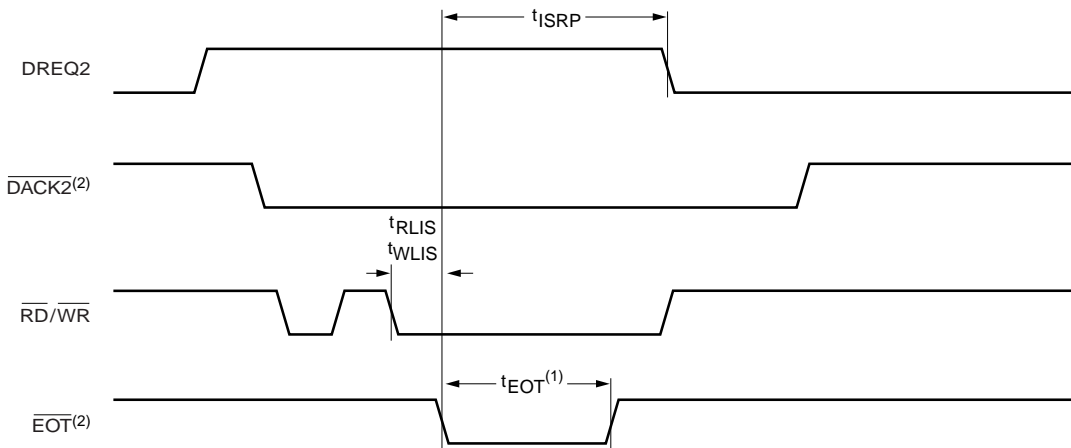 tISRP
DREQ2
DACK2(2)
tRLIS
tWLIS
RD/WR
tEOT(1)
EOT(2)